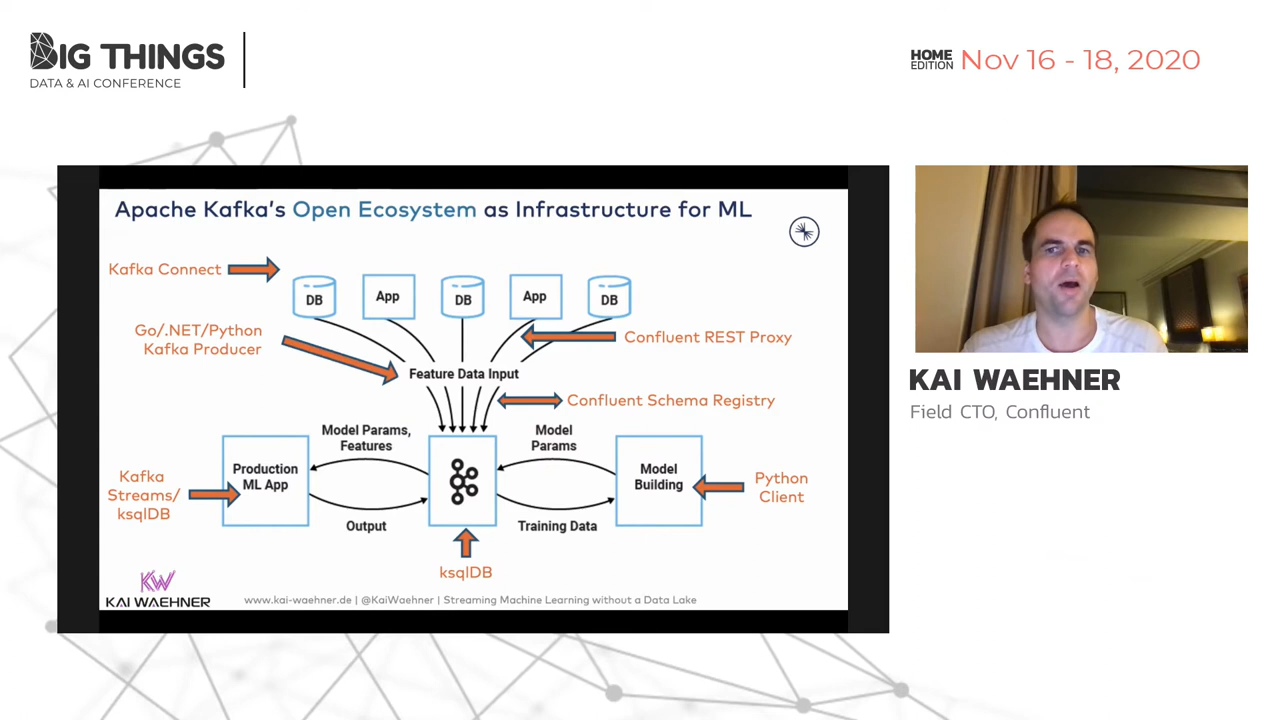 BIG THINGS
DATA & AI CONFERENCE
HOME
EDITION
Nov 16 - 18, 2020
Apache Kafka's Open Ecosystem as Infrastructure for ML
Kafka Connect
DB
App
DB
App
DB
Go/.NET/Python
Kafka Producer
Confluent REST Proxy
Feature Data Input
Confluent Schema Registry
Model Params,
Features
Model
Params
Production
ML App
Model
Building
Kafka
Streams/
ksqlDB
Python
Client
Output
Training Data
ksqlDB
KW
KAI WAEHNER
www.kai-waehner.de | @KaiWaehner | Streaming Machine Learning without a Data Lake
KAI WAEHNER
Field CTO, Confluent